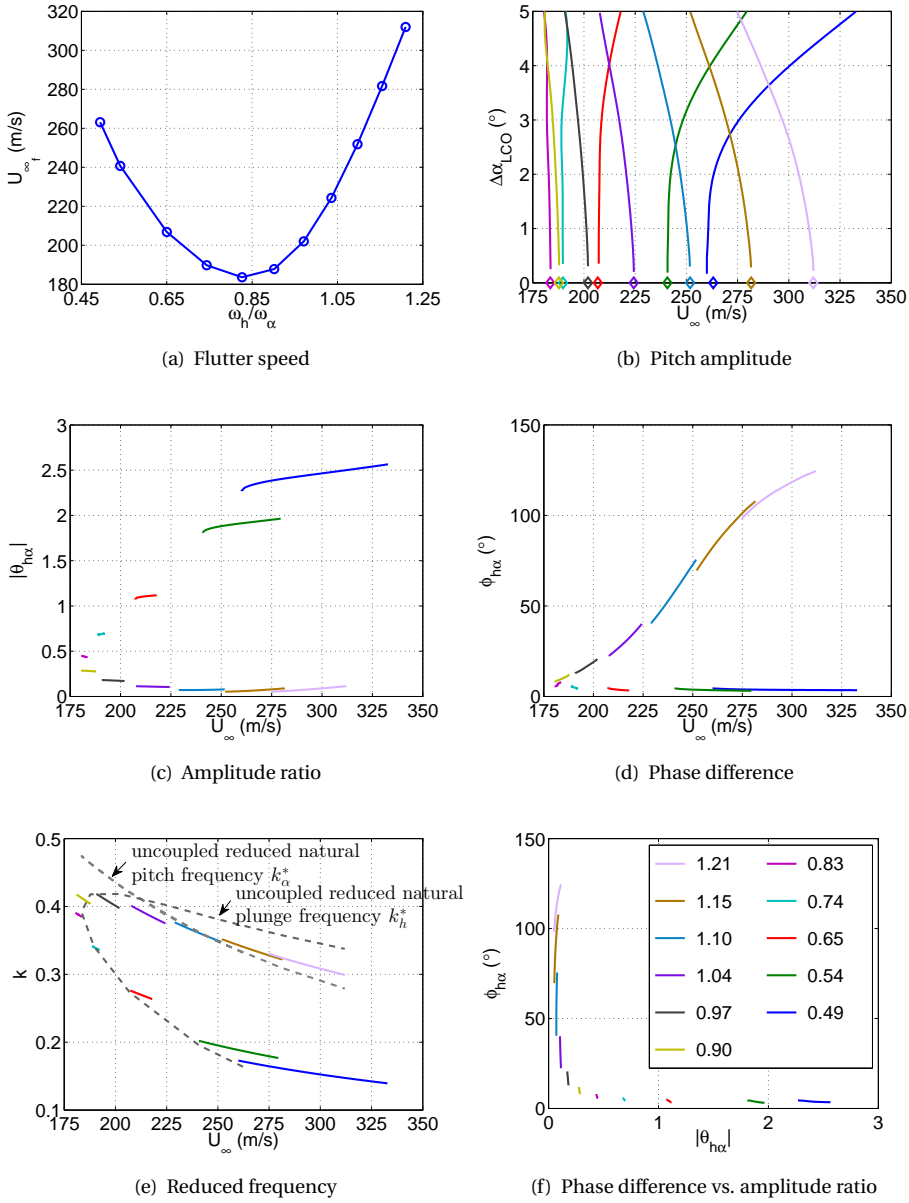 320
300
280
260
240
220
200
180
U∞f (m/s)
0.45 0.65 0.85 1.05 1.25
ωh/ωα
(a) Flutter speed
5
4
3
2
1
0
ΔαLCO (°)
175 200 225 250 275 300 325 350
U∞ (m/s)
(b) Pitch amplitude
3
2.5
2
1.5
1
0.5
0
|θhα|
175 200 225 250 275 300 325 350
U∞ (m/s)
(c) Amplitude ratio
150
100
50
0
ϕhα (°)
175 200 225 250 275 300 325 350
U∞ (m/s)
(d) Phase difference
0.5
0.4
0.3
0.2
0.1
k
uncoupled reduced natural
pitch frequency k*α
uncoupled reduced natural
plunge frequency k*h
175 200 225 250 275 300 325 350
U∞ (m/s)
(e) Reduced frequency
150
100
50
0
ϕhα (°)
1.21 0.83
1.15 0.74
1.10 0.65
1.04 0.54
0.97 0.49
0.90
0 1 2 3
|θhα|
(f) Phase difference vs. amplitude ratio